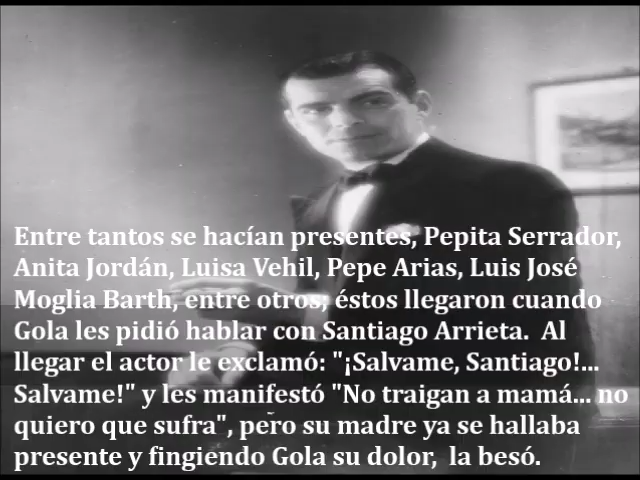 Entre tantos se hacían presentes, Pepita Serrador,
Anita Jordán, Luisa Vehil, Pepe Arias, Luis José
Moglia Barth, entre otros; éstos llegaron cuando
Gola les pidió hablar con Santiago Arrieta.  Al
llegar el actor le exclamó: "¡Salvame, Santiago!...
Salvame!" y les manifestó "No traigan a mamá... no
quiero que sufra", pero su madre ya se hallaba
presente y fingiendo Gola su dolor,  la besó.